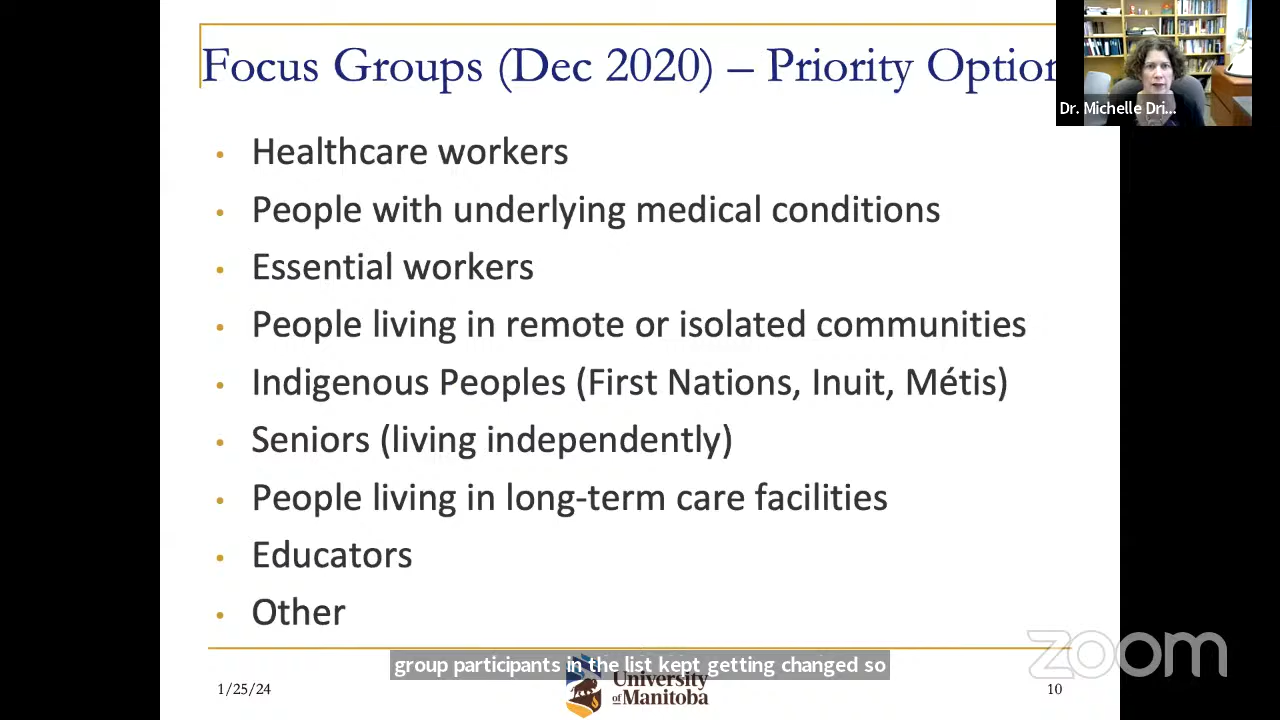 Focus Groups (Dec 2020) – Priority Option
Dr. Michelle Dri...
• Healthcare workers
• People with underlying medical conditions
• Essential workers
• People living in remote or isolated communities
• Indigenous Peoples (First Nations, Inuit, Métis)
• Seniors (living independently)
• People living in long-term care facilities
• Educators
• Other
group participants in the list kept getting changed so
1/25/24
University
of Manitoba
10
zoom